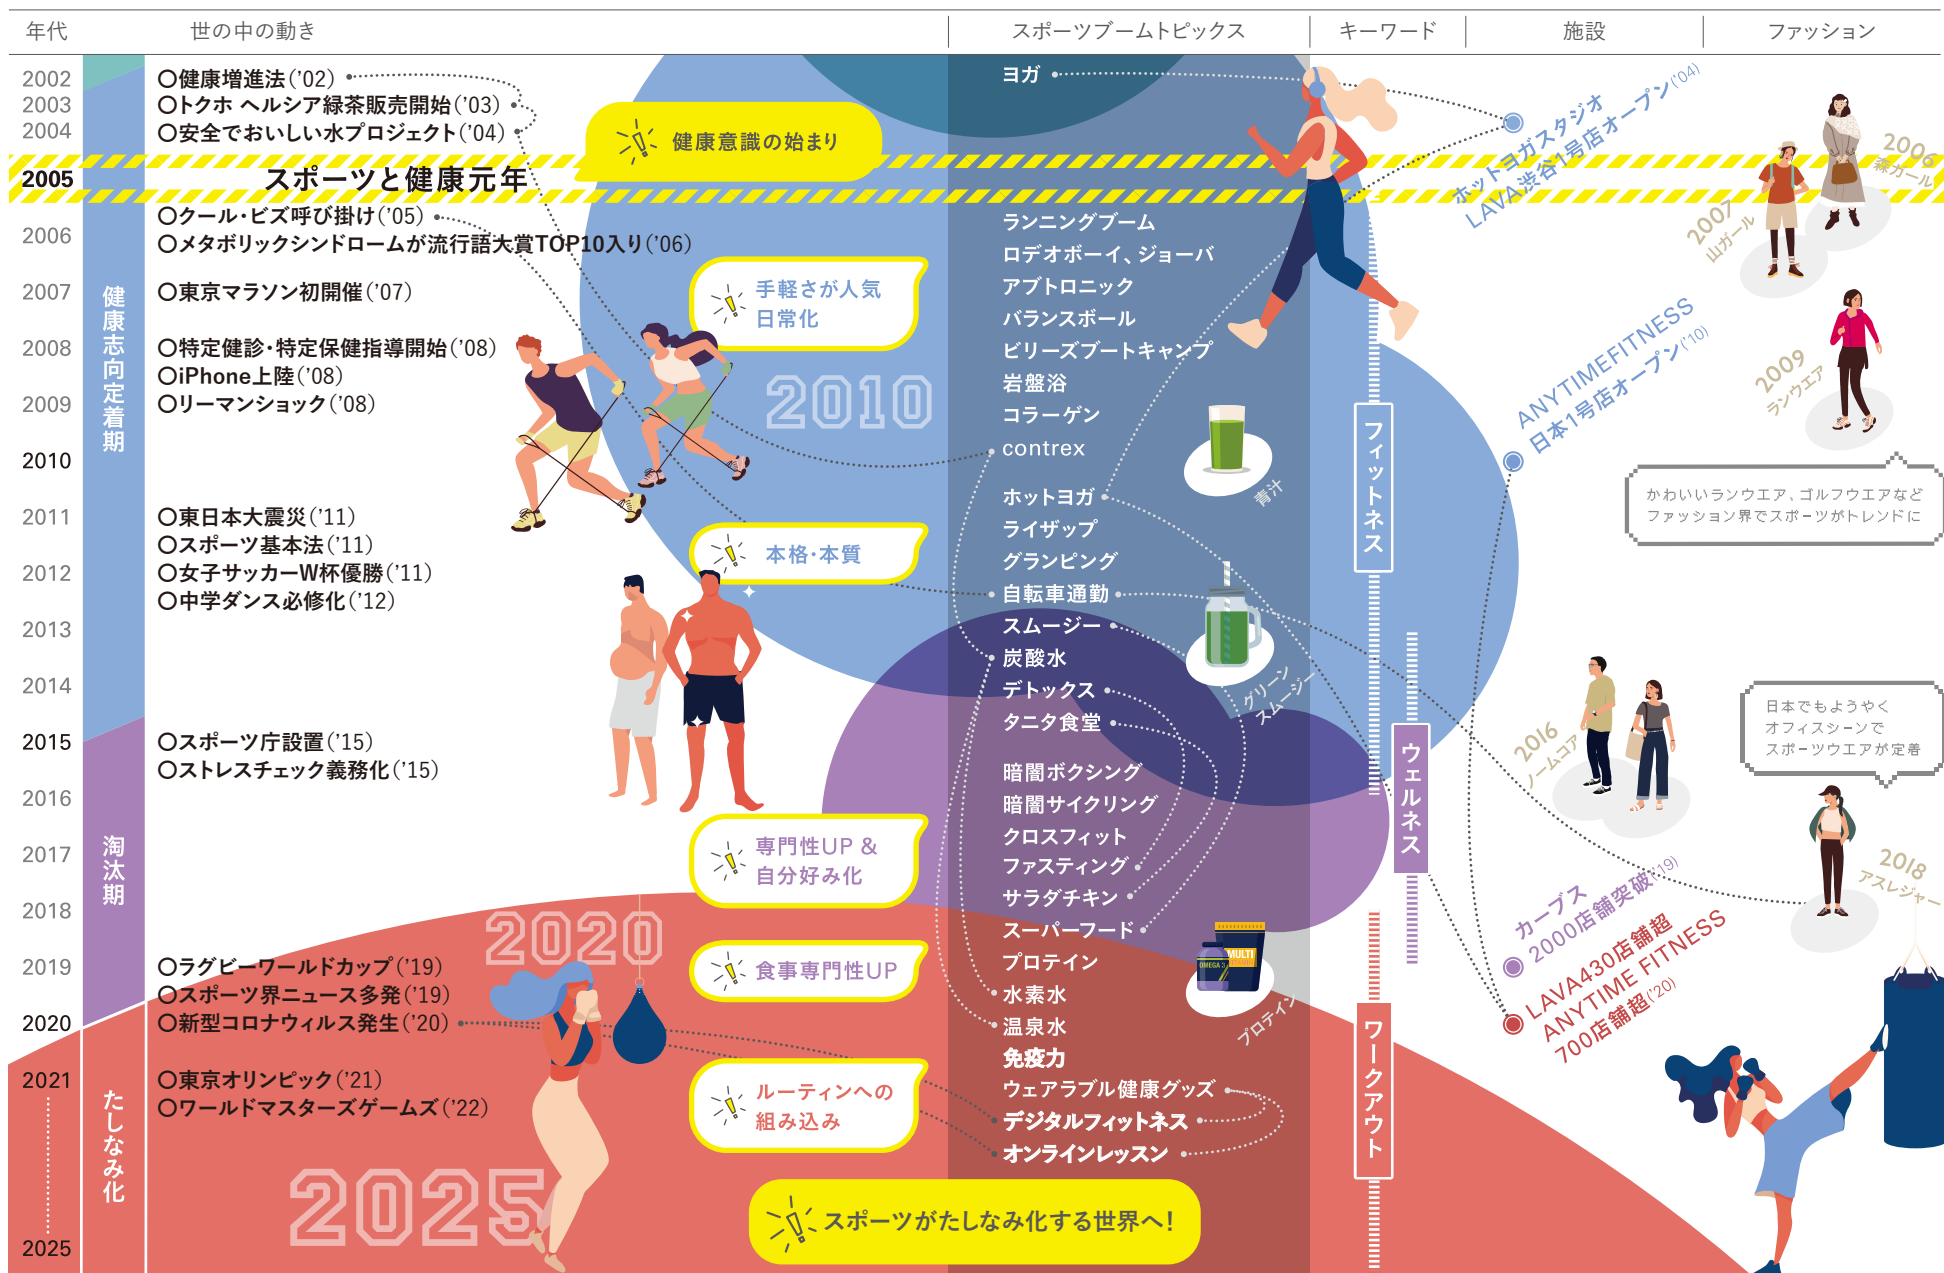 年代
世の中の動き
スポーツブームトピックス
キーワード
施設
ファッション
2002
2003
2004
2005
2006
2007
2008
2009
2010
2011
2012
2013
2014
2015
2016
2017
2018
2019
2020
2021
2025
健康志向定着期
淘汰期
たしなみ化
〇健康増進法('02)
〇トクホ ヘルシア緑茶販売開始('03)
〇安全でおいしい水プロジェクト('04)
スポーツと健康元年
〇クール・ビズ呼び掛け('05)
〇メタボリックシンドロームが流行語大賞TOP10入り('06)
〇東京マラソン初開催('07)
〇特定健診・特定保健指導開始('08)
〇iPhone上陸('08)
〇リーマンショック('08)
〇東日本大震災('11)
〇スポーツ基本法('11)
〇女子サッカーW杯優勝('11)
〇中学ダンス必修化('12)
〇スポーツ庁設置('15)
〇ストレスチェック義務化('15)
〇ラグビーワールドカップ('19)
〇スポーツ界ニュース多発('19)
〇新型コロナウィルス発生('20)
〇東京オリンピック('21)
〇ワールドマスターズゲームズ('22)
健康意識の始まり
手軽さが人気
日常化
2010
本格・本質
専門性UP &
自分好み化
2020
食事専門性UP
ルーティンへの
組み込み
2025
スポーツがたしなみ化する世界へ!
ヨガ
ランニングブーム
ロデオボーイ、ジョーバ
アブトロニック
バランスボール
ビリーズブートキャンプ
岩盤浴
コラーゲン
contrex
ホットヨガ
ライザップ
グランピング
自転車通勤
スムージー
炭酸水
デトックス
タニタ食堂
暗闇ボクシング
暗闇サイクリング
クロスフィット
ファスティング
サラダチキン
スーパーフード
プロテイン
水素水
温泉水
免疫力
ウェアラブル健康グッズ
デジタルフィットネス
オンラインレッスン
青汁
グリーン
スムージー
MULTI
OMEGA 3
プロテイン
フィットネス
ウェルネス
ワークアウト
ホットヨガスタジオ
LAVA渋谷1号店オープン('04)
ANYTIMEFITNESS
日本1号店オープン('10)
カーブス
2000店舗突破('19)
LAVA430店舗超
ANYTIME FITNESS
700店舗超('20)
2006
森ガール
2007
山ガール
2009
ランウエア
かわいいランウエア、ゴルフウエアなど
ファッション界でスポーツがトレンドに
2016
ノームコア
日本でもようやく
オフィスシーンで
スポーツウエアが定着
2018
アスレジャー